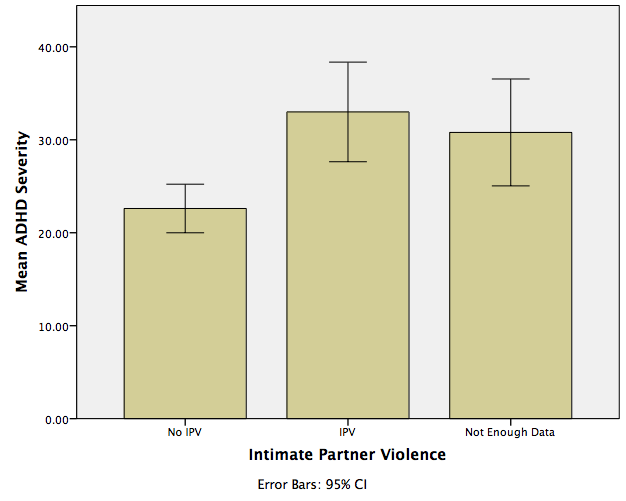 Mean ADHD Severity
40.00
30.00
20.00
10.00
0.00
No IPV
IPV
Not Enough Data
Intimate Partner Violence
Error Bars: 95% CI